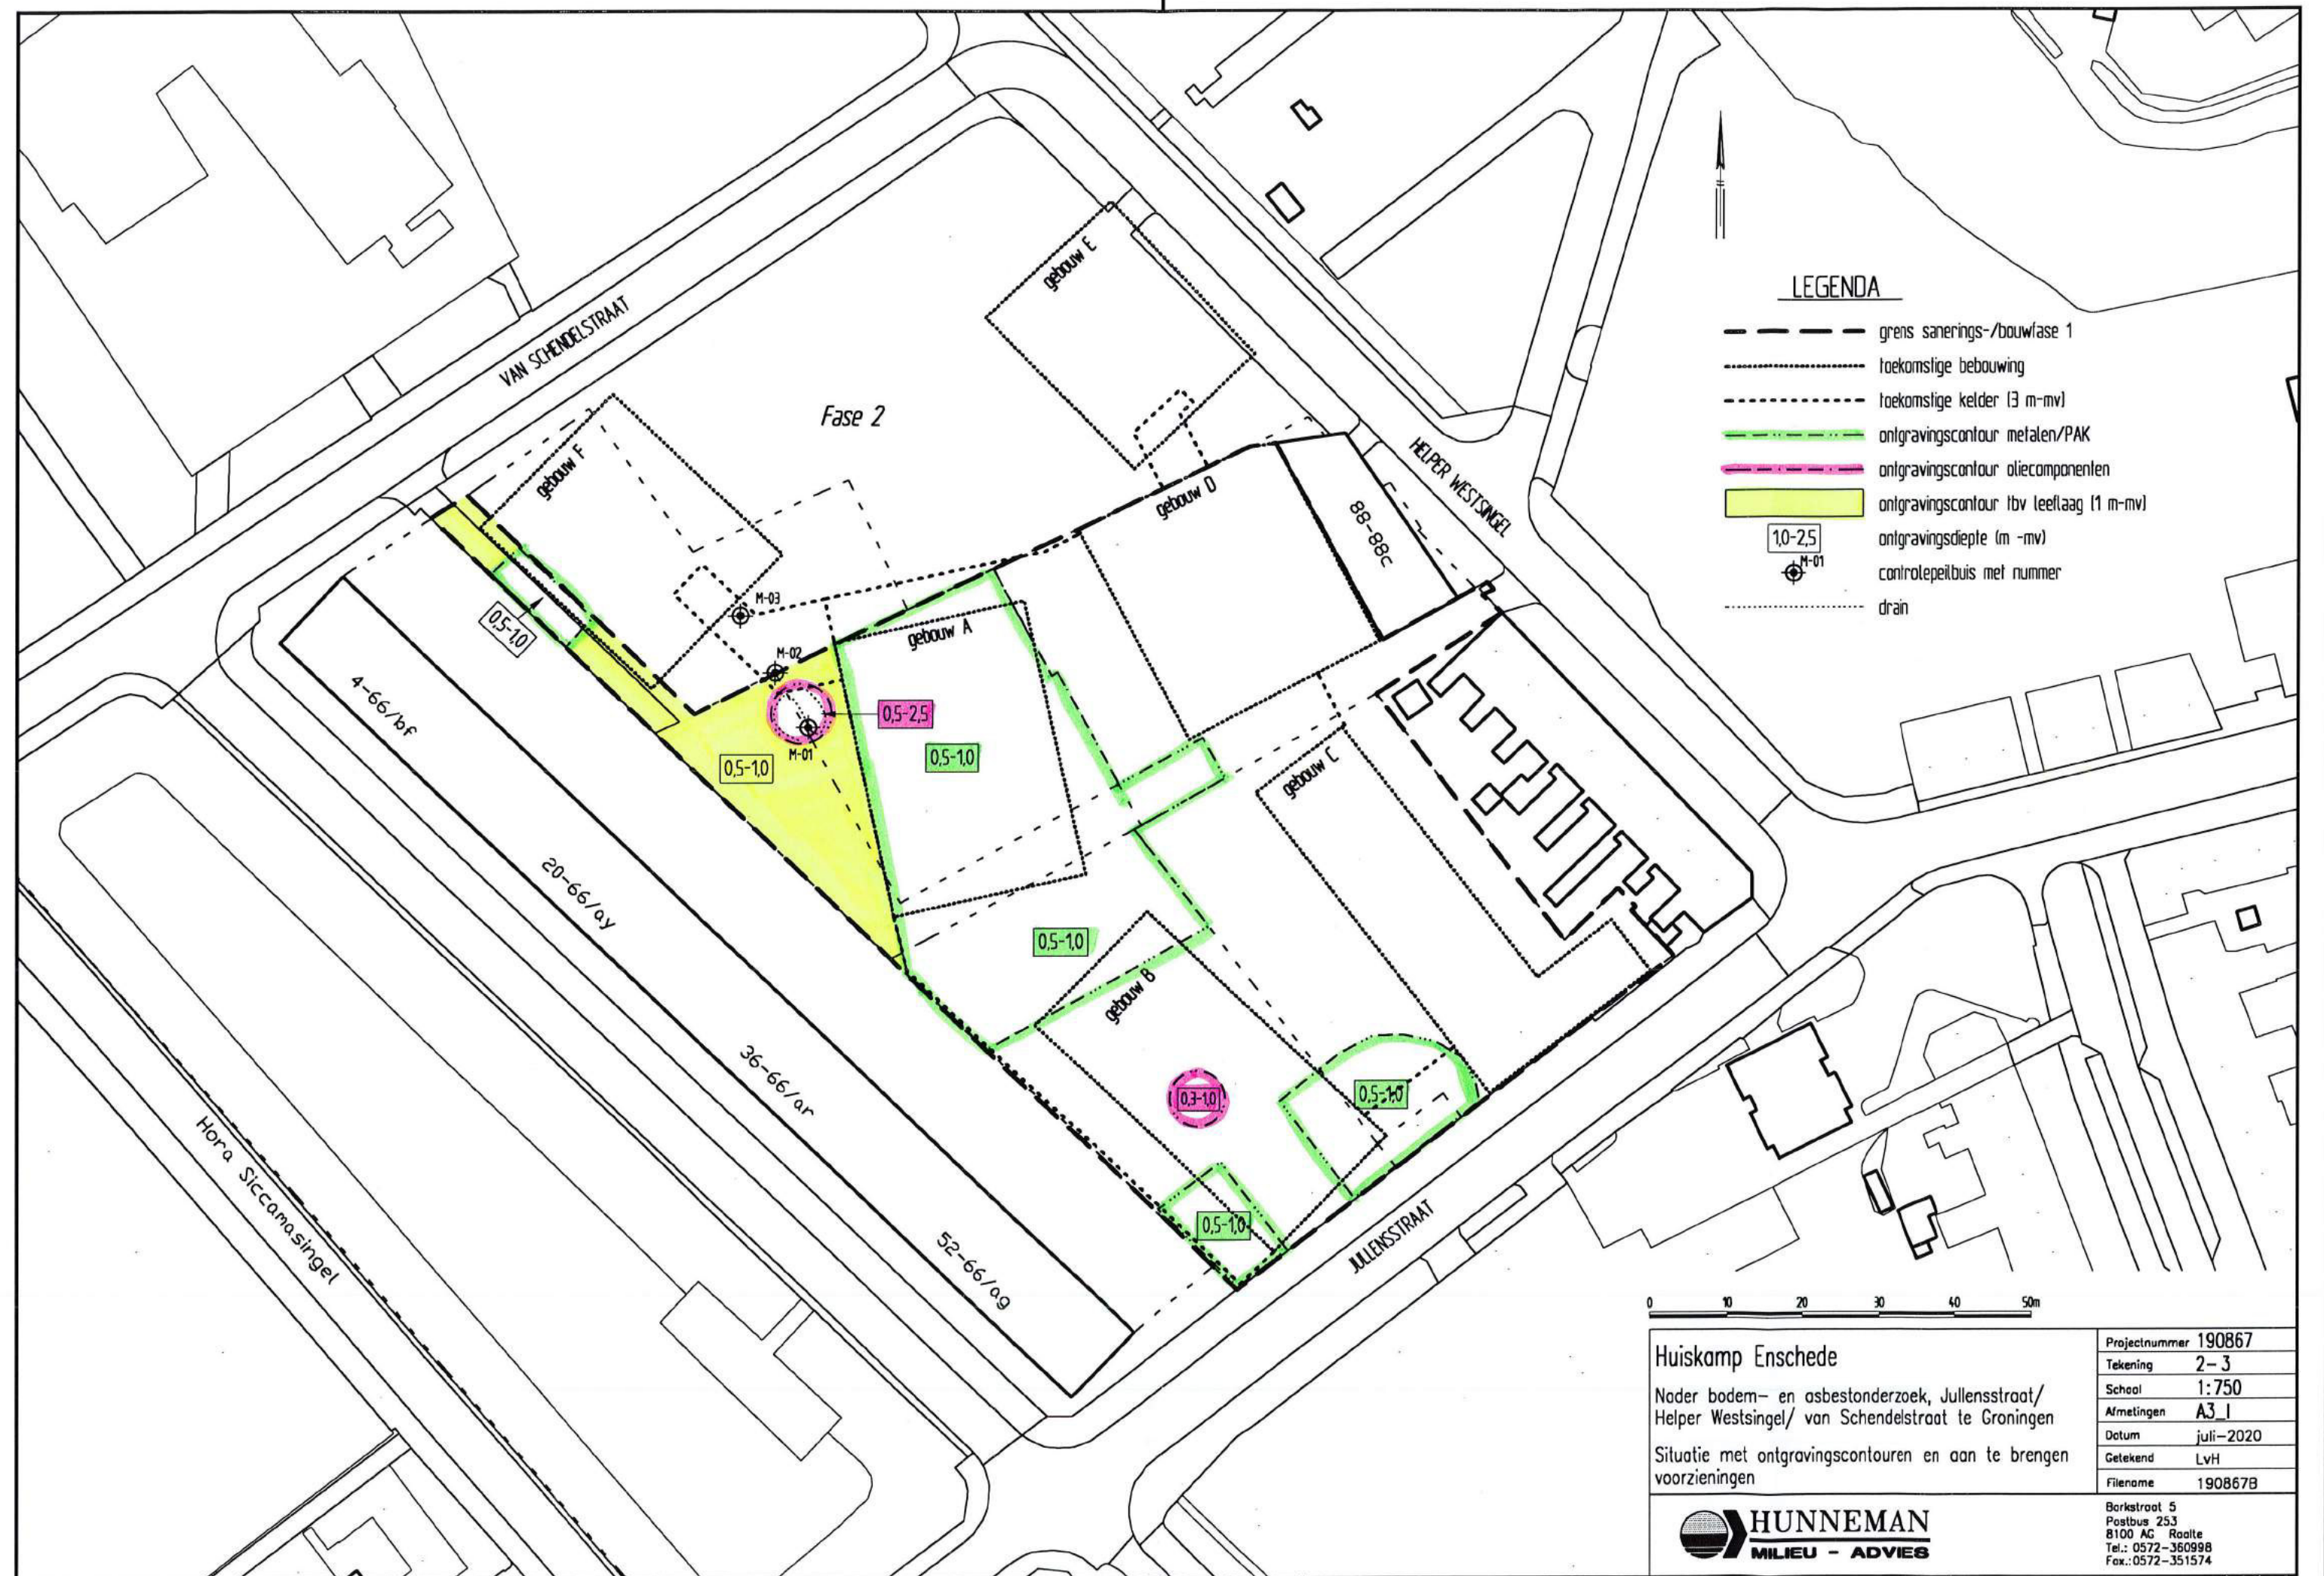 VAN SCHENDELSTRAAT
Fase 2
gebouw E
gebouw F
gebouw D
HELPER WESTSINGEL
88-88c
gebouw A
M-03
M-02
M-01
0,5-1,0
0,5-2,5
0,5-1,0
0,5-1,0
gebouw C
0,5-1,0
gebouw B
0,3-1,0
0,5-1,0
0,5-1,0
JULLENSSTRAAT
4-66/bf
20-66/ay
36-66/ar
52-66/ag
Hora Siccamasingel
LEGENDA
grens sanerings-/bouwfase 1
toekomstige bebouwing
toekomstige kelder (3 m-mv)
ontgravingscontour metalen/PAK
ontgravingscontour oliecomponenten
ontgravingscontour tbv leeflaag (1 m-mv)
1,0-2,5 ontgravingsdiepte (m -mv)
M-01 controlepeilbuis met nummer
drain
0 10 20 30 40 50m
Huiskamp Enschede
Nader bodem- en asbestonderzoek, Jullensstraat/
Helper Westsingel/ van Schendelstraat te Groningen
Situatie met ontgravingscontouren en aan te brengen
voorzieningen
Projectnummer 190867
Tekening 2-3
Schaal 1:750
Afmetingen A3_l
Datum juli-2020
Getekend LvH
Filename 190867B
HUNNEMAN
MILIEU - ADVIES
Barkstraat 5
Postbus 253
8100 AG Raalte
Tel.: 0572-360998
Fax.:0572-351574